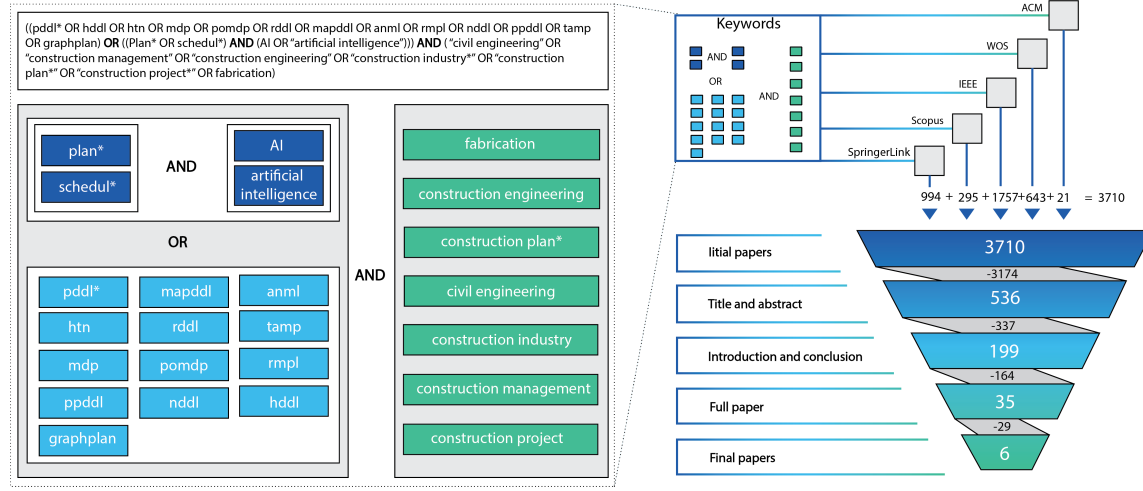 ((pddl* OR hddl OR htn OR mdp OR pomdp OR rddl OR mapddl OR anml OR rmpl OR nddl OR ppddl OR tamp
OR graphplan) OR ((Plan* OR schedul*) AND (AI OR “artificial intelligence”))) AND (“civil engineering” OR
“construction management” OR “construction engineering” OR “construction industry*” OR “construction
plan*” OR “construction project*” OR fabrication)
plan*
schedul*
AND
AI
artificial
intelligence
OR
pddl*
mapddl
anml
htn
rddl
tamp
mdp
pomdp
rmpl
ppddl
nddl
hddl
graphplan
AND
fabrication
construction engineering
construction plan*
civil engineering
construction industry
construction management
construction project
Keywords
AND
OR
AND
ACM
WOS
IEEE
Scopus
SpringerLink
994 + 295 + 1757+643+ 21 = 3710
Iitial papers
3710
-3174
Title and abstract
536
-337
Introduction and conclusion
199
-164
Full paper
35
-29
Final papers
6